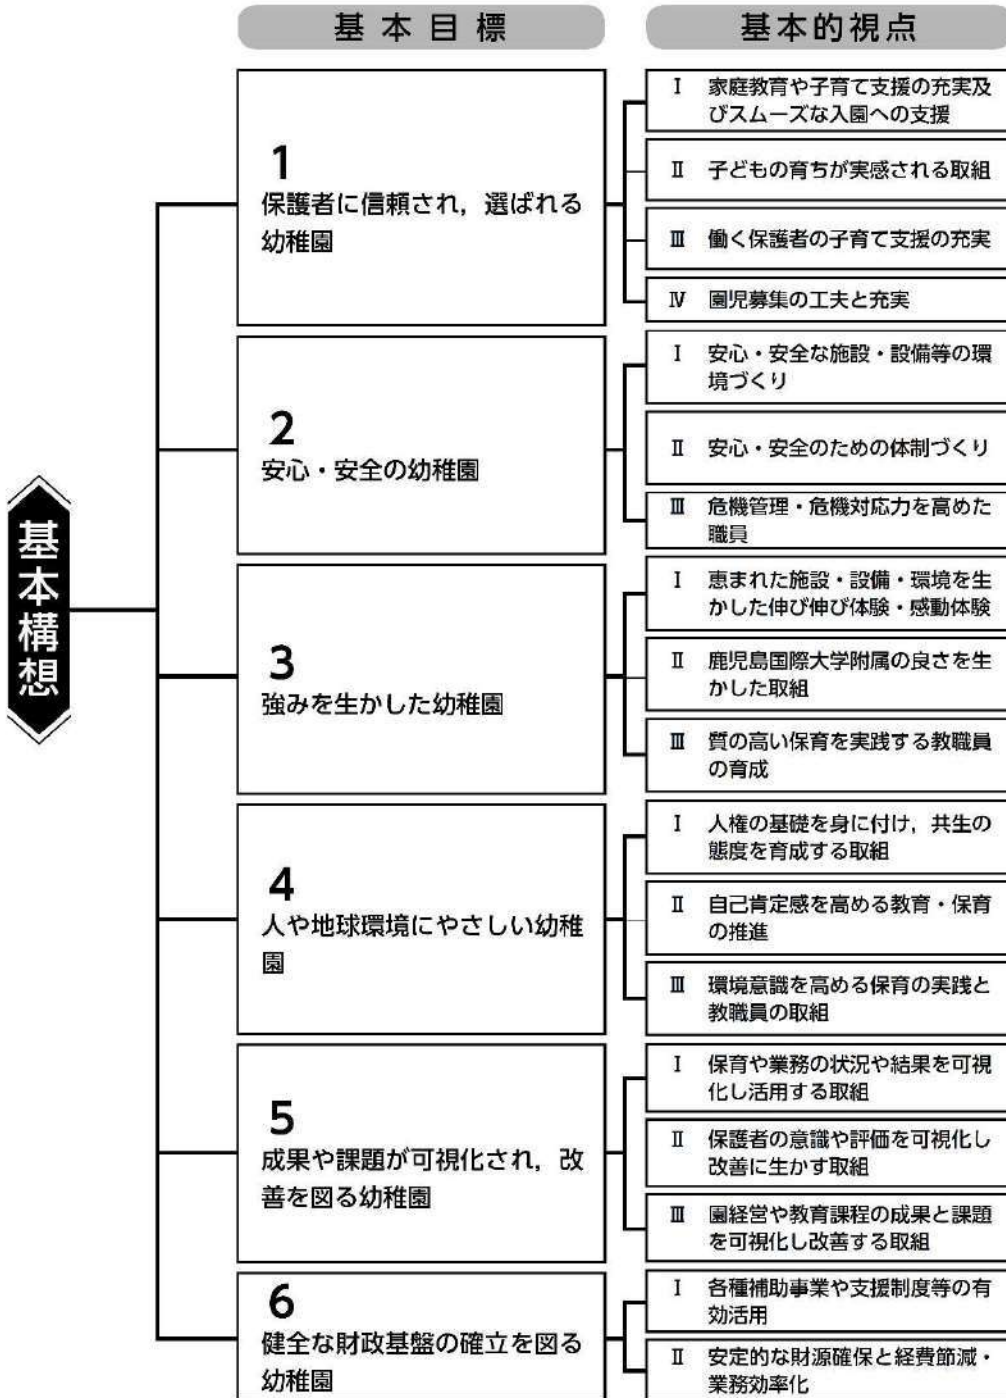 基本目標
基本的視点
基本構想
1
保護者に信頼され，選ばれる
幼稚園
Ⅰ 家庭教育や子育て支援の充実及
びスムーズな入園への支援
Ⅱ 子どもの育ちが実感される取組
Ⅲ 働く保護者の子育て支援の充実
Ⅳ 園児募集の工夫と充実
2
安心・安全の幼稚園
Ⅰ 安心・安全な施設・設備等の環
境づくり
Ⅱ 安心・安全のための体制づくり
Ⅲ 危機管理・危機対応力を高めた
職員
3
強みを生かした幼稚園
Ⅰ 恵まれた施設・設備・環境を生
かした伸び伸び体験・感動体験
Ⅱ 鹿児島国際大学附属の良さを生
かした取組
Ⅲ 質の高い保育を実践する教職員
の育成
4
人や地球環境にやさしい幼稚
園
Ⅰ 人権の基礎を身に付け，共生の
態度を育成する取組
Ⅱ 自己肯定感を高める教育・保育
の推進
Ⅲ 環境意識を高める保育の実践と
教職員の取組
5
成果や課題が可視化され，改
善を図る幼稚園
Ⅰ 保育や業務の状況や結果を可視
化し活用する取組
Ⅱ 保護者の意識や評価を可視化し
改善に生かす取組
Ⅲ 園経営や教育課程の成果と課題
を可視化し改善する取組
6
健全な財政基盤の確立を図る
幼稚園
Ⅰ 各種補助事業や支援制度等の有
効活用
Ⅱ 安定的な財源確保と経費節減・
業務効率化